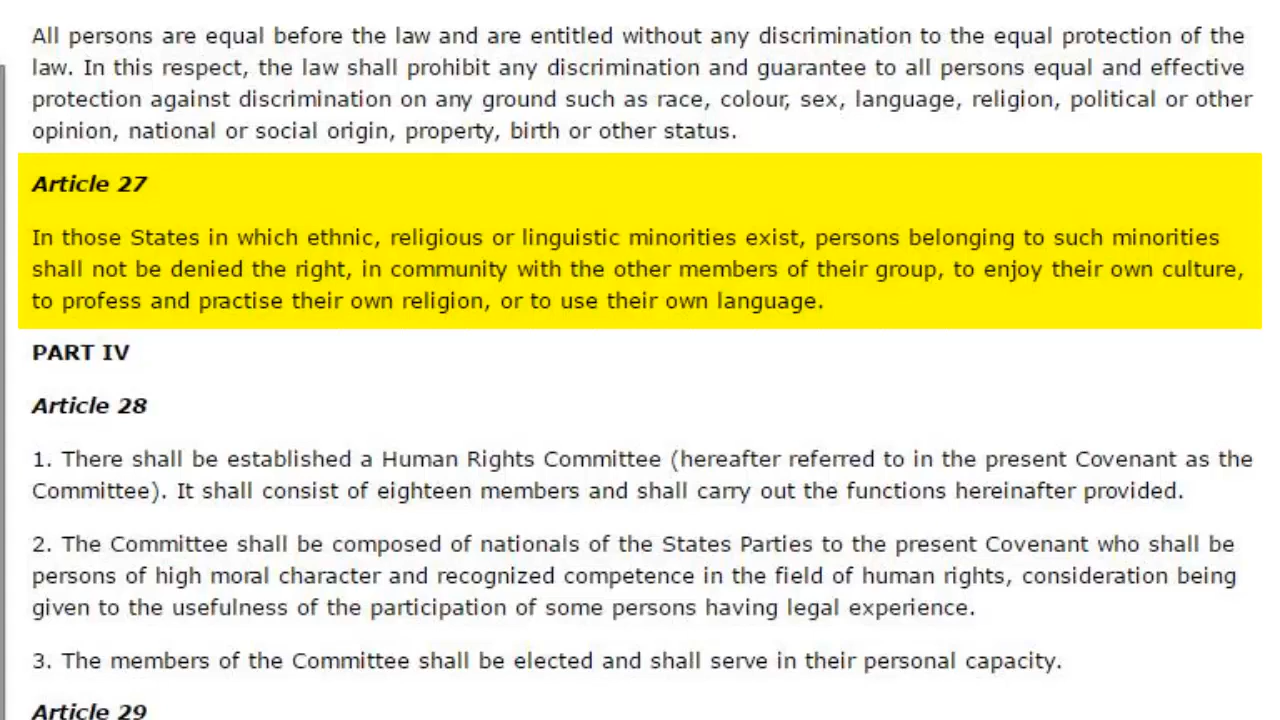 All persons are equal before the law and are entitled without any discrimination to the equal protection of the
law. In this respect, the law shall prohibit any discrimination and guarantee to all persons equal and effective
protection against discrimination on any ground such as race, colour, sex, language, religion, political or other
opinion, national or social origin, property, birth or other status.
Article 27
In those States in which ethnic, religious or linguistic minorities exist, persons belonging to such minorities
shall not be denied the right, in community with the other members of their group, to enjoy their own culture,
to profess and practise their own religion, or to use their own language.
PART IV
Article 28
1. There shall be established a Human Rights Committee (hereafter referred to in the present Covenant as the
Committee). It shall consist of eighteen members and shall carry out the functions hereinafter provided.
2. The Committee shall be composed of nationals of the States Parties to the present Covenant who shall be
persons of high moral character and recognized competence in the field of human rights, consideration being
given to the usefulness of the participation of some persons having legal experience.
3. The members of the Committee shall be elected and shall serve in their personal capacity.
Article 29